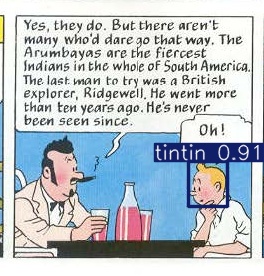 Yes, they do. But there aren't
many who'd dare go that way. The
Arumbayas are the fiercest
Indians in the whole of South America.
The last man to try was a British
explorer, Ridgewell. He went more
than ten years ago. He's never
been seen since.
Oh!
tintin 0.91